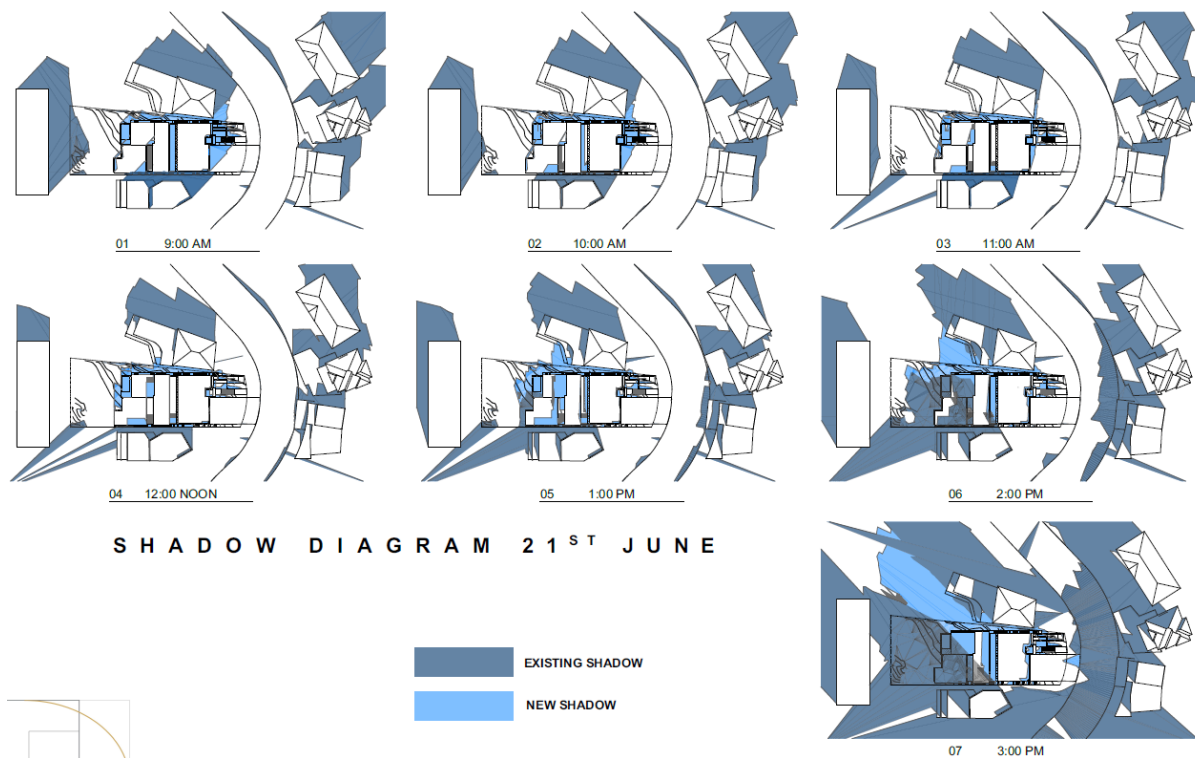 01 9:00 AM
02 10:00 AM
03 11:00 AM
04 12:00 NOON
05 1:00 PM
06 2:00 PM
SHADOW DIAGRAM 21ST JUNE
EXISTING SHADOW
NEW SHADOW
07 3:00 PM